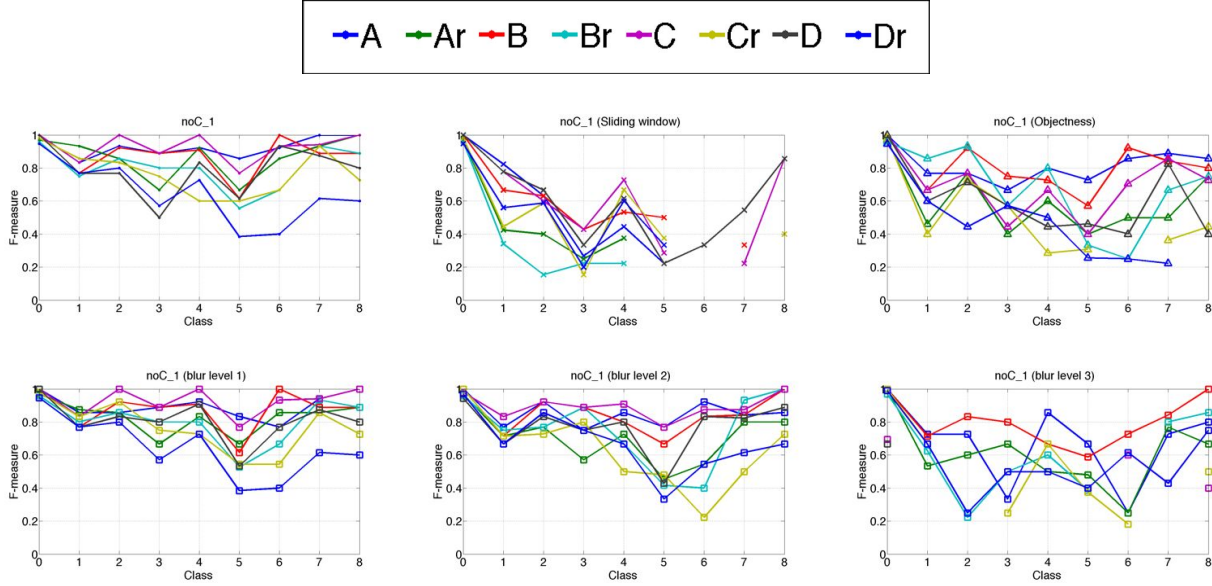 A Ar B Br C Cr D Dr
noC_1
noC_1 (Sliding window)
noC_1 (Objectness)
1
0.8
0.6
0.4
0.2
0
F-measure
0 1 2 3 4 5 6 7 8
Class
1
0.8
0.6
0.4
0.2
0
F-measure
0 1 2 3 4 5 6 7 8
Class
1
0.8
0.6
0.4
0.2
0
F-measure
0 1 2 3 4 5 6 7 8
Class
noC_1 (blur level 1)
noC_1 (blur level 2)
noC_1 (blur level 3)
1
0.8
0.6
0.4
0.2
0
F-measure
0 1 2 3 4 5 6 7 8
Class
1
0.8
0.6
0.4
0.2
0
F-measure
0 1 2 3 4 5 6 7 8
Class
1
0.8
0.6
0.4
0.2
0
F-measure
0 1 2 3 4 5 6 7 8
Class